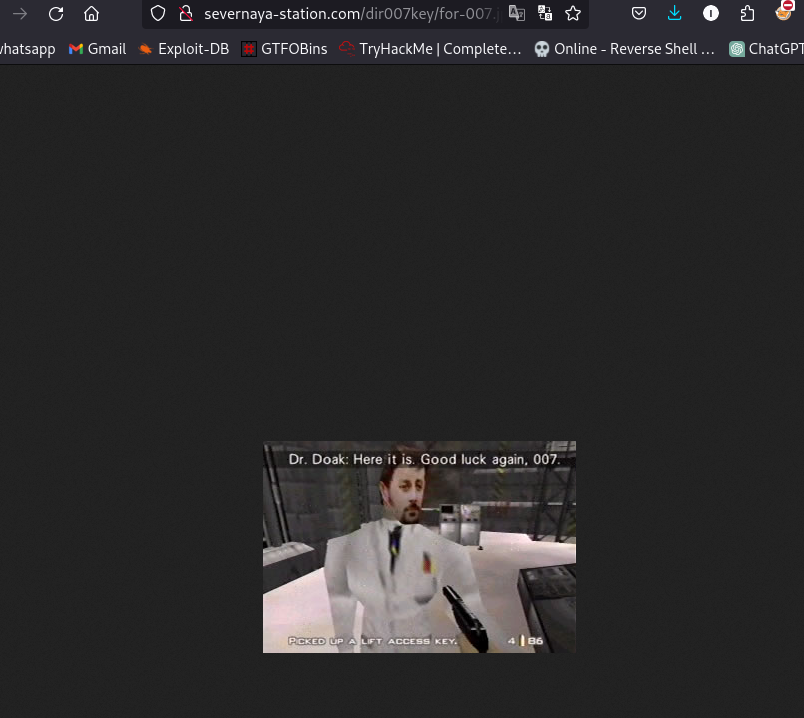 severnaya-station.com/dir007key/for-007.j
whatsapp Gmail Exploit-DB GTFOBins TryHackMe | Complete… Online - Reverse Shell … ChatGPT
Dr. Doak: Here it is. Good luck again, 007.
PICKED UP A LIFT ACCESS KEY.
4 86